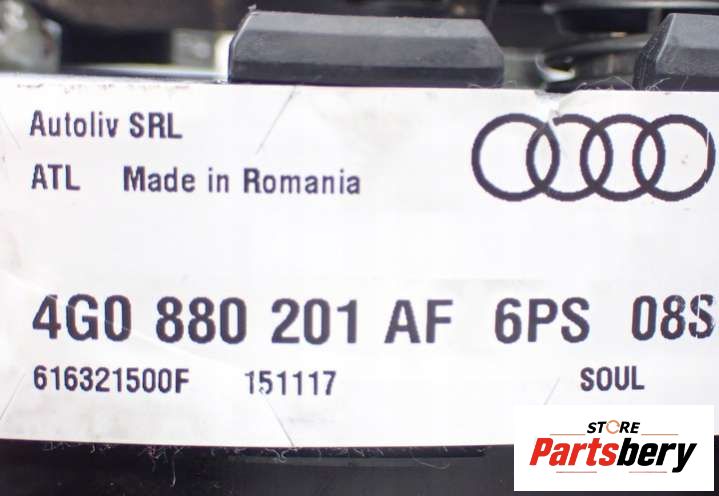 Autoliv SRL
ATL Made in Romania
4G0 880 201 AF 6PS 08S
616321500F 151117 SOUL
STORE
Partsbery